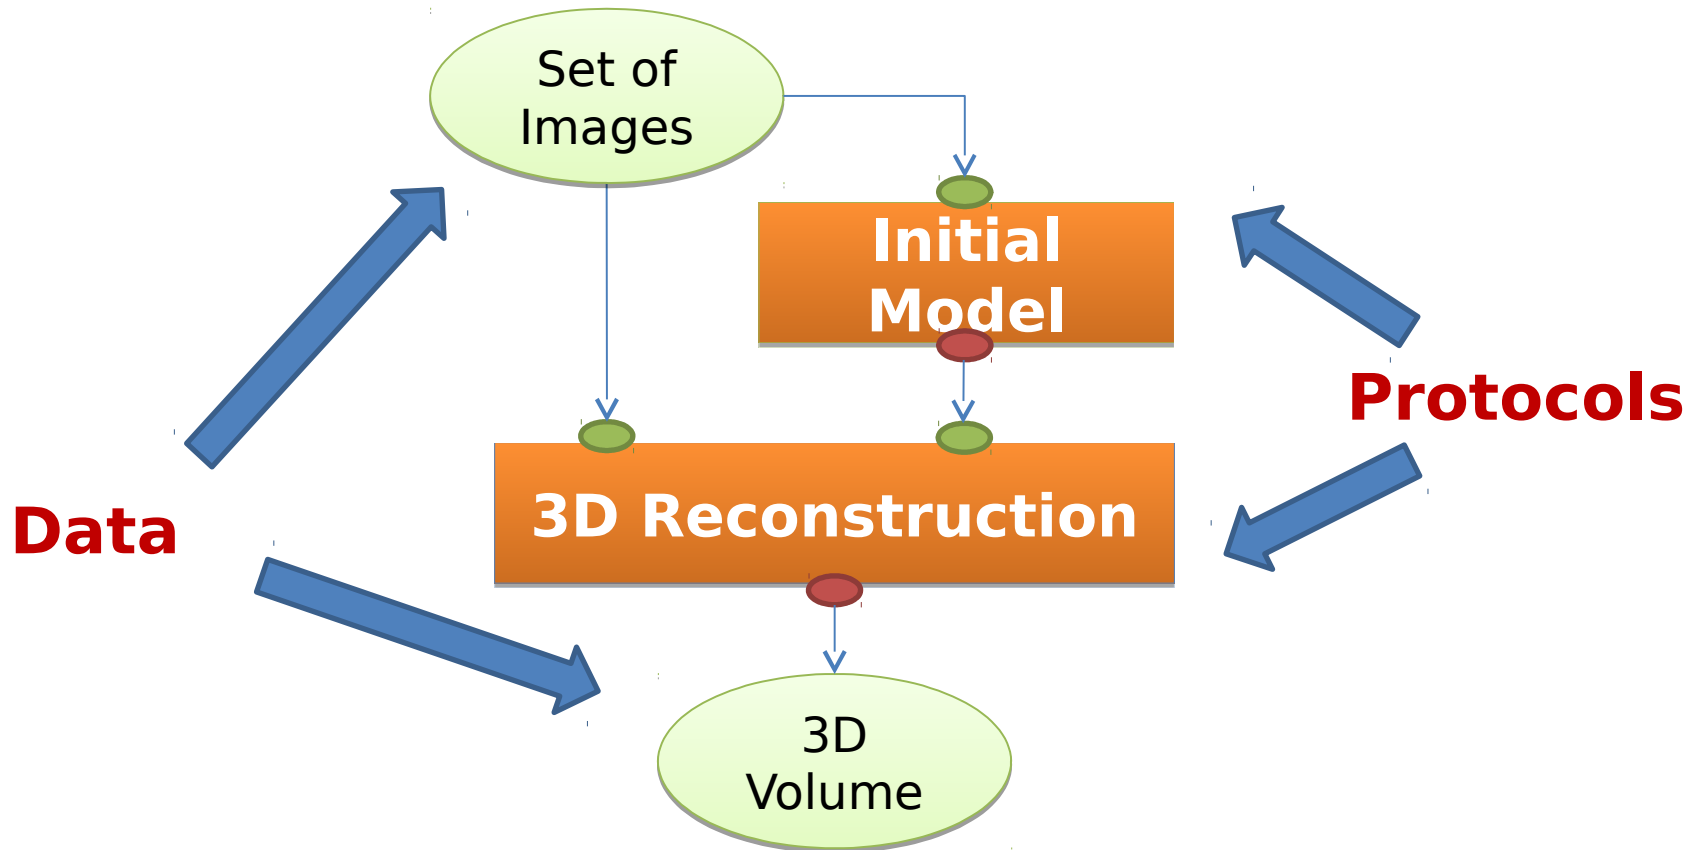 Set of
Images
Initial
Model
Protocols
3D Reconstruction
Data
3D
Volume